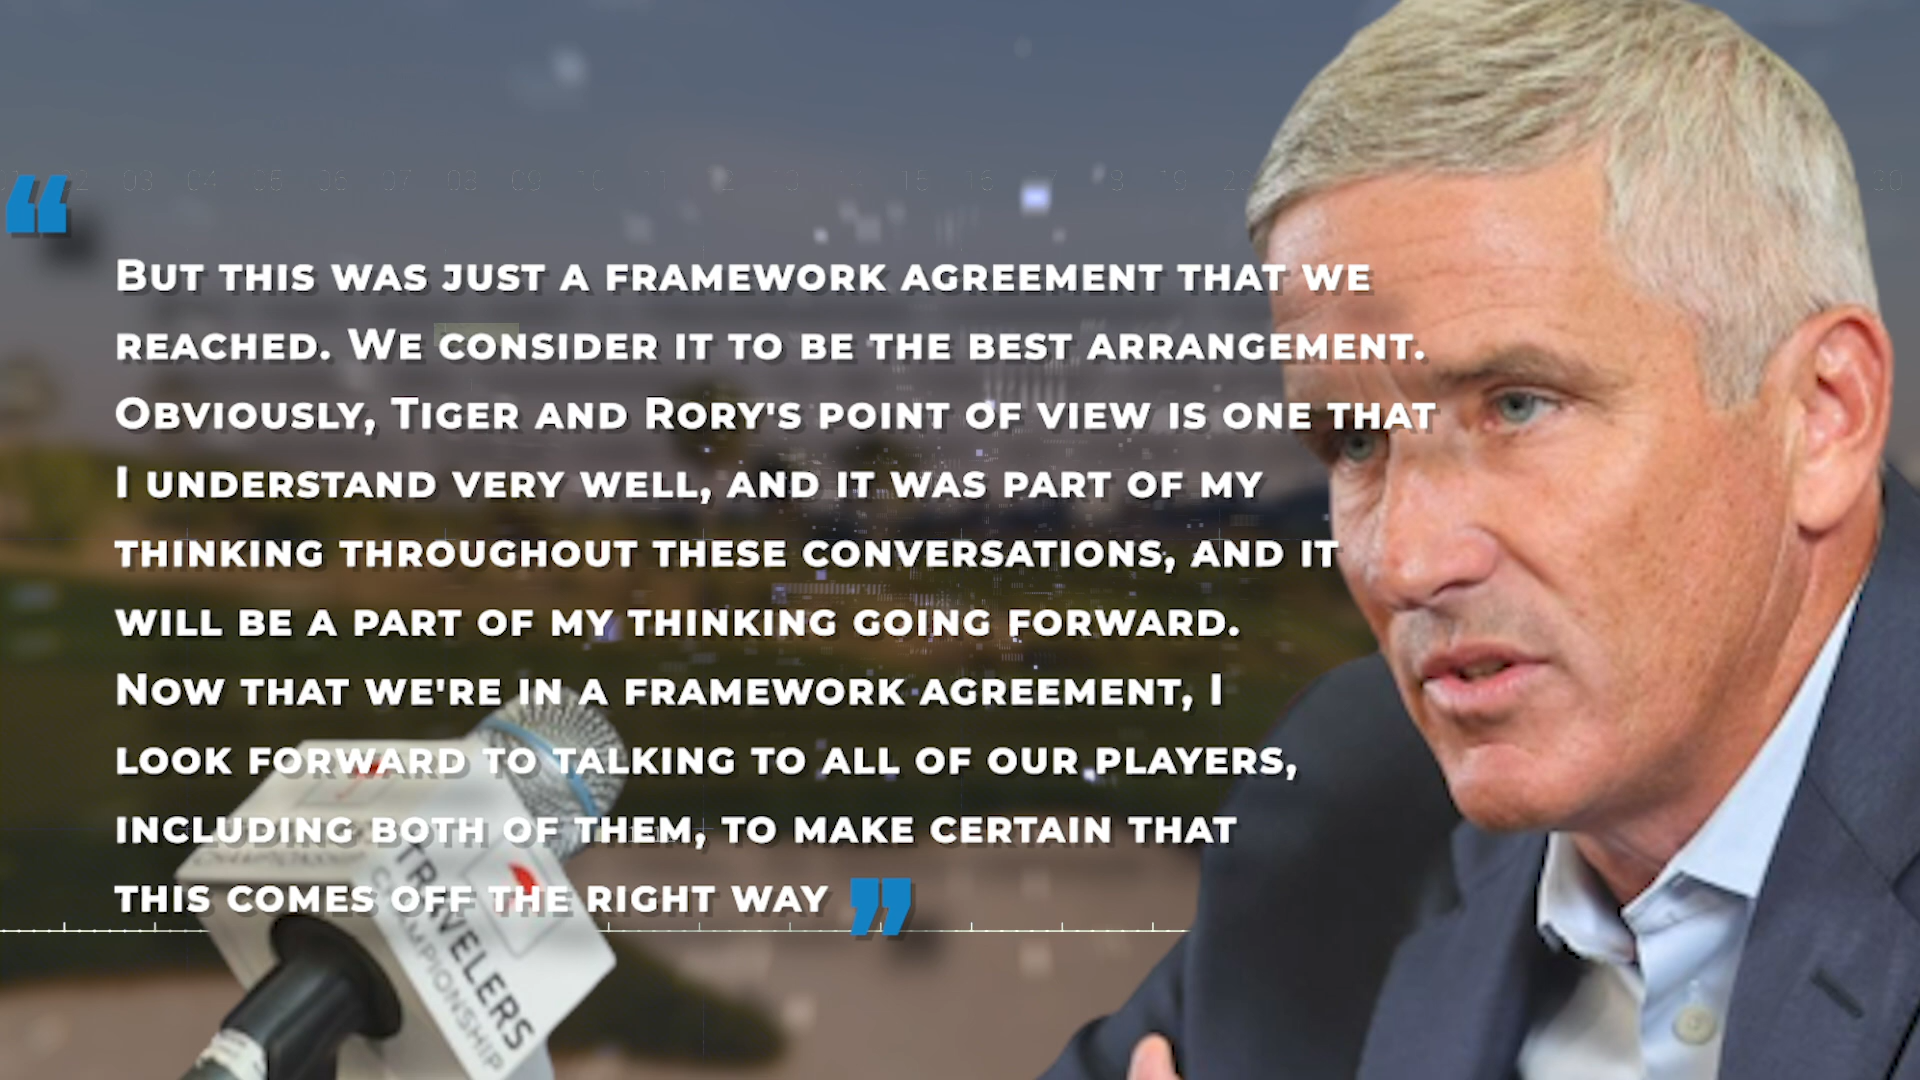 “
BUT THIS WAS JUST A FRAMEWORK AGREEMENT THAT WE
REACHED. WE CONSIDER IT TO BE THE BEST ARRANGEMENT.
OBVIOUSLY, TIGER AND RORY'S POINT OF VIEW IS ONE THAT
I UNDERSTAND VERY WELL, AND IT WAS PART OF MY
THINKING THROUGHOUT THESE CONVERSATIONS, AND IT
WILL BE A PART OF MY THINKING GOING FORWARD.
NOW THAT WE'RE IN A FRAMEWORK AGREEMENT, I
LOOK FORWARD TO TALKING TO ALL OF OUR PLAYERS,
INCLUDING BOTH OF THEM, TO MAKE CERTAIN THAT
THIS COMES OFF THE RIGHT WAY ”
TRAVELERS
CHAMPIONSHIP